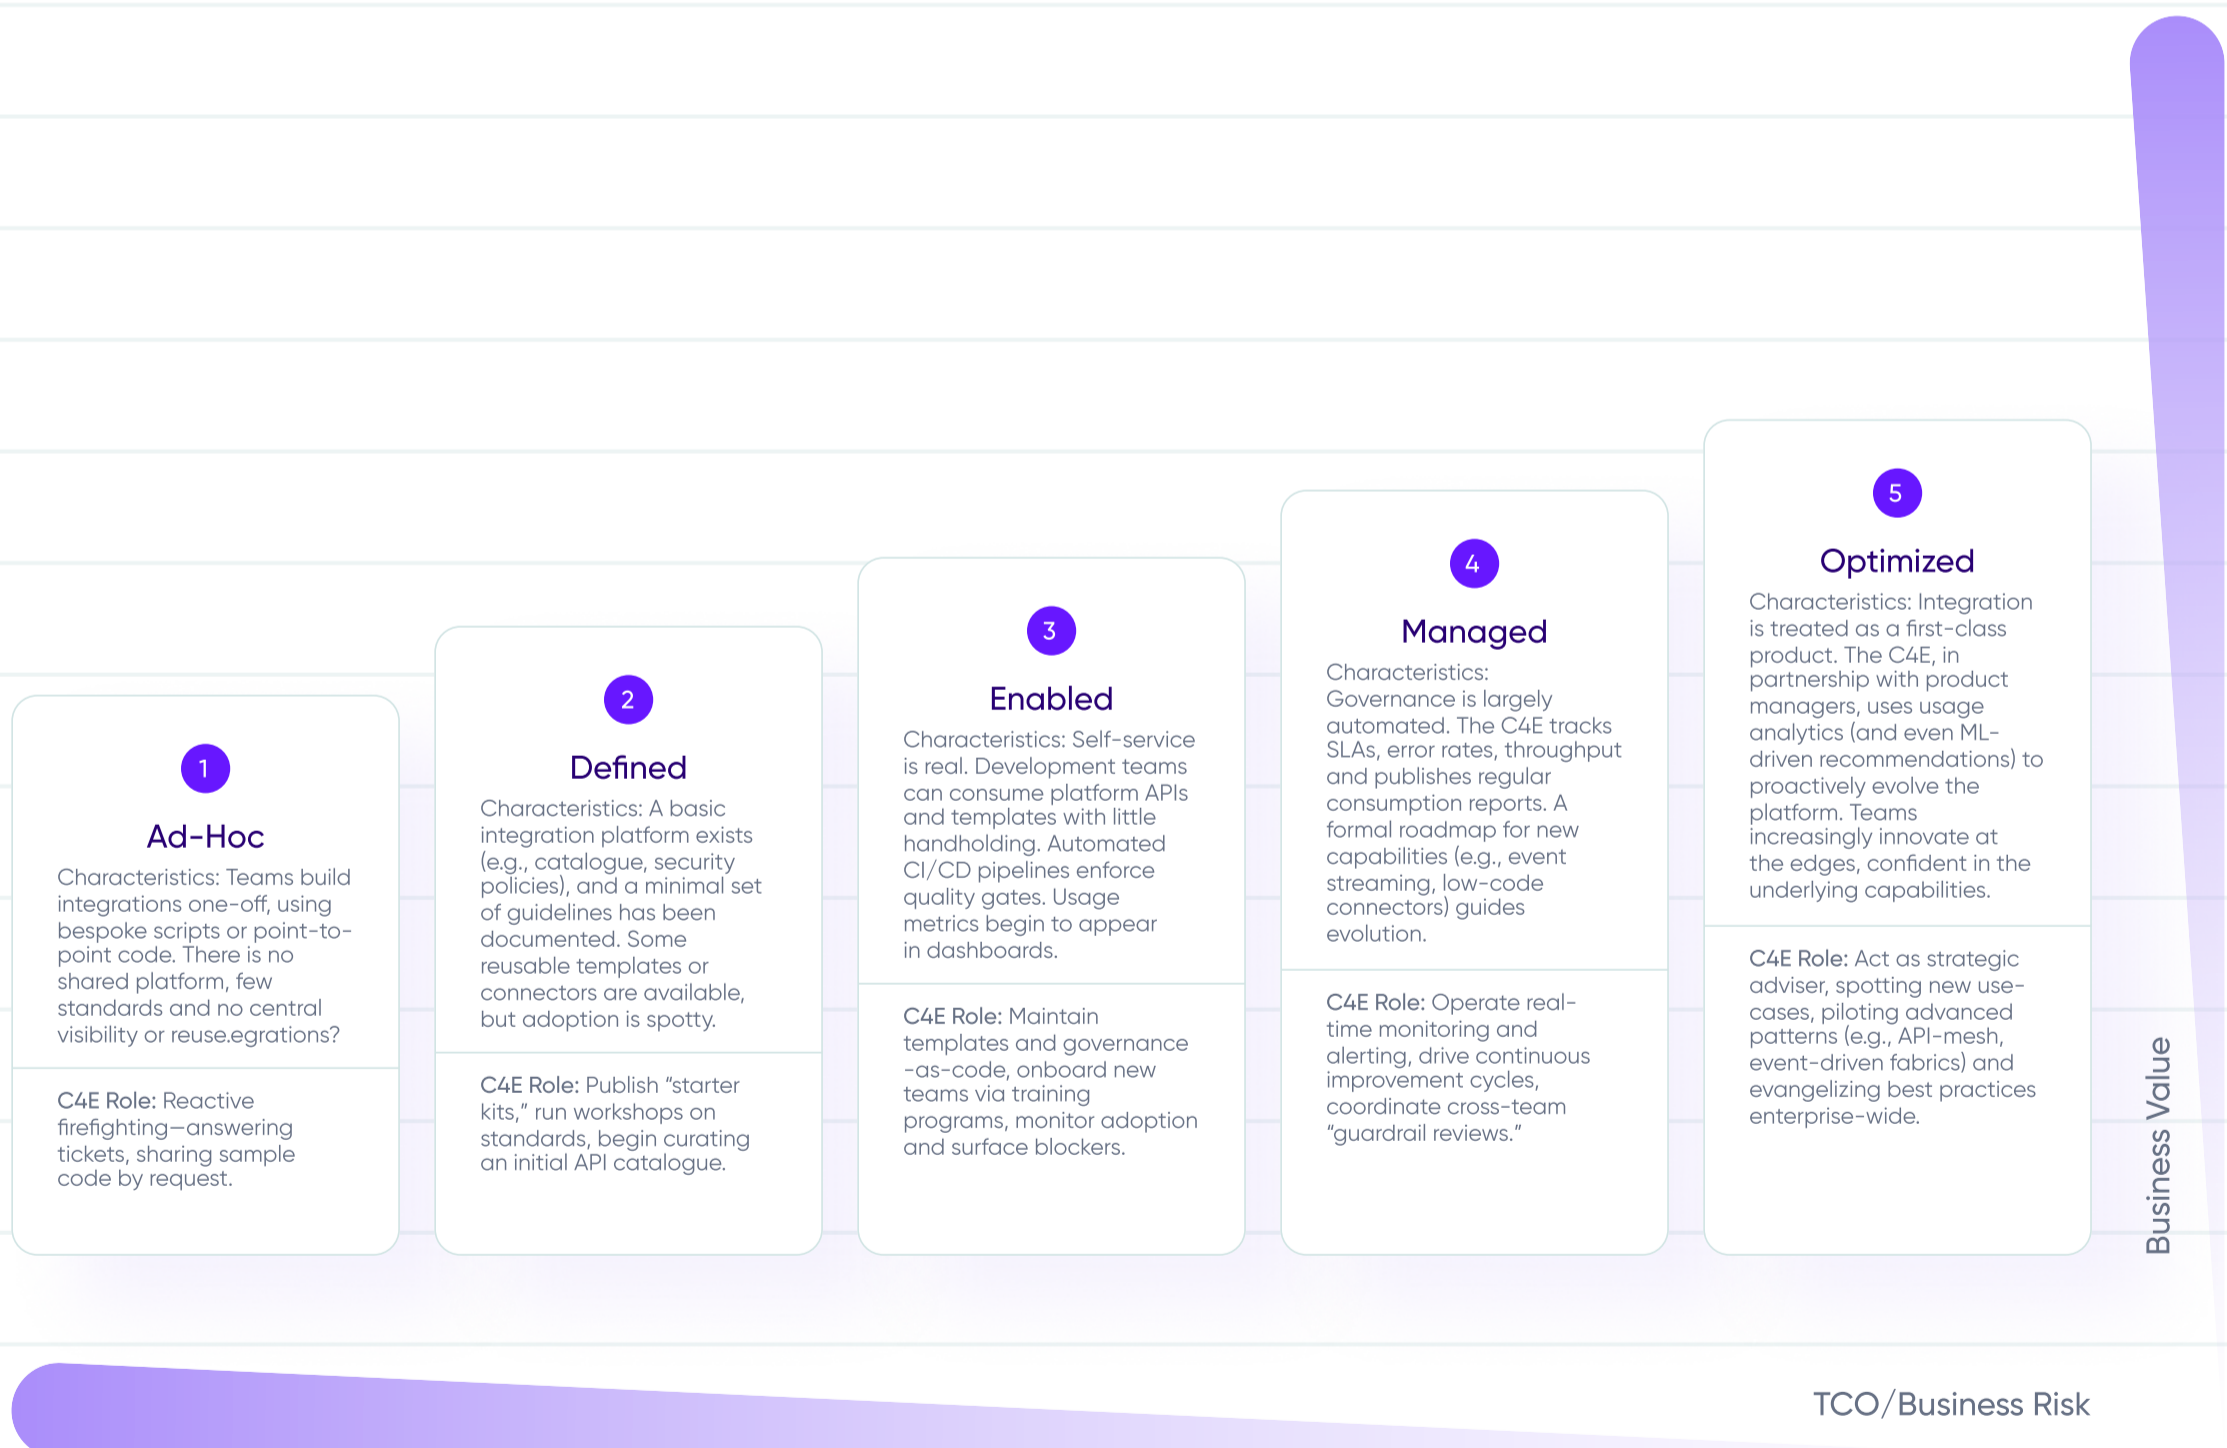 1
Ad-Hoc
Characteristics: Teams build
integrations one-off, using
bespoke scripts or point-to-
point code. There is no
shared platform, few
standards and no central
visibility or reuse.egrations?
C4E Role: Reactive
firefighting—answering
tickets, sharing sample
code by request.
2
Defined
Characteristics: A basic
integration platform exists
(e.g., catalogue, security
policies), and a minimal set
of guidelines has been
documented. Some
reusable templates or
connectors are available,
but adoption is spotty.
C4E Role: Publish “starter
kits,” run workshops on
standards, begin curating
an initial API catalogue.
3
Enabled
Characteristics: Self-service
is real. Development teams
can consume platform APIs
and templates with little
handholding. Automated
CI/CD pipelines enforce
quality gates. Usage
metrics begin to appear
in dashboards.
C4E Role: Maintain
templates and governance
-as-code, onboard new
teams via training
programs, monitor adoption
and surface blockers.
4
Managed
Characteristics:
Governance is largely
automated. The C4E tracks
SLAs, error rates, throughput
and publishes regular
consumption reports. A
formal roadmap for new
capabilities (e.g., event
streaming, low-code
connectors) guides
evolution.
C4E Role: Operate real-
time monitoring and
alerting, drive continuous
improvement cycles,
coordinate cross-team
“guardrail reviews.”
5
Optimized
Characteristics: Integration
is treated as a first-class
product. The C4E, in
partnership with product
managers, uses usage
analytics (and even ML-
driven recommendations) to
proactively evolve the
platform. Teams
increasingly innovate at
the edges, confident in the
underlying capabilities.
C4E Role: Act as strategic
adviser, spotting new use-
cases, piloting advanced
patterns (e.g., API-mesh,
event-driven fabrics) and
evangelizing best practices
enterprise-wide.
Business Value
TCO/Business Risk